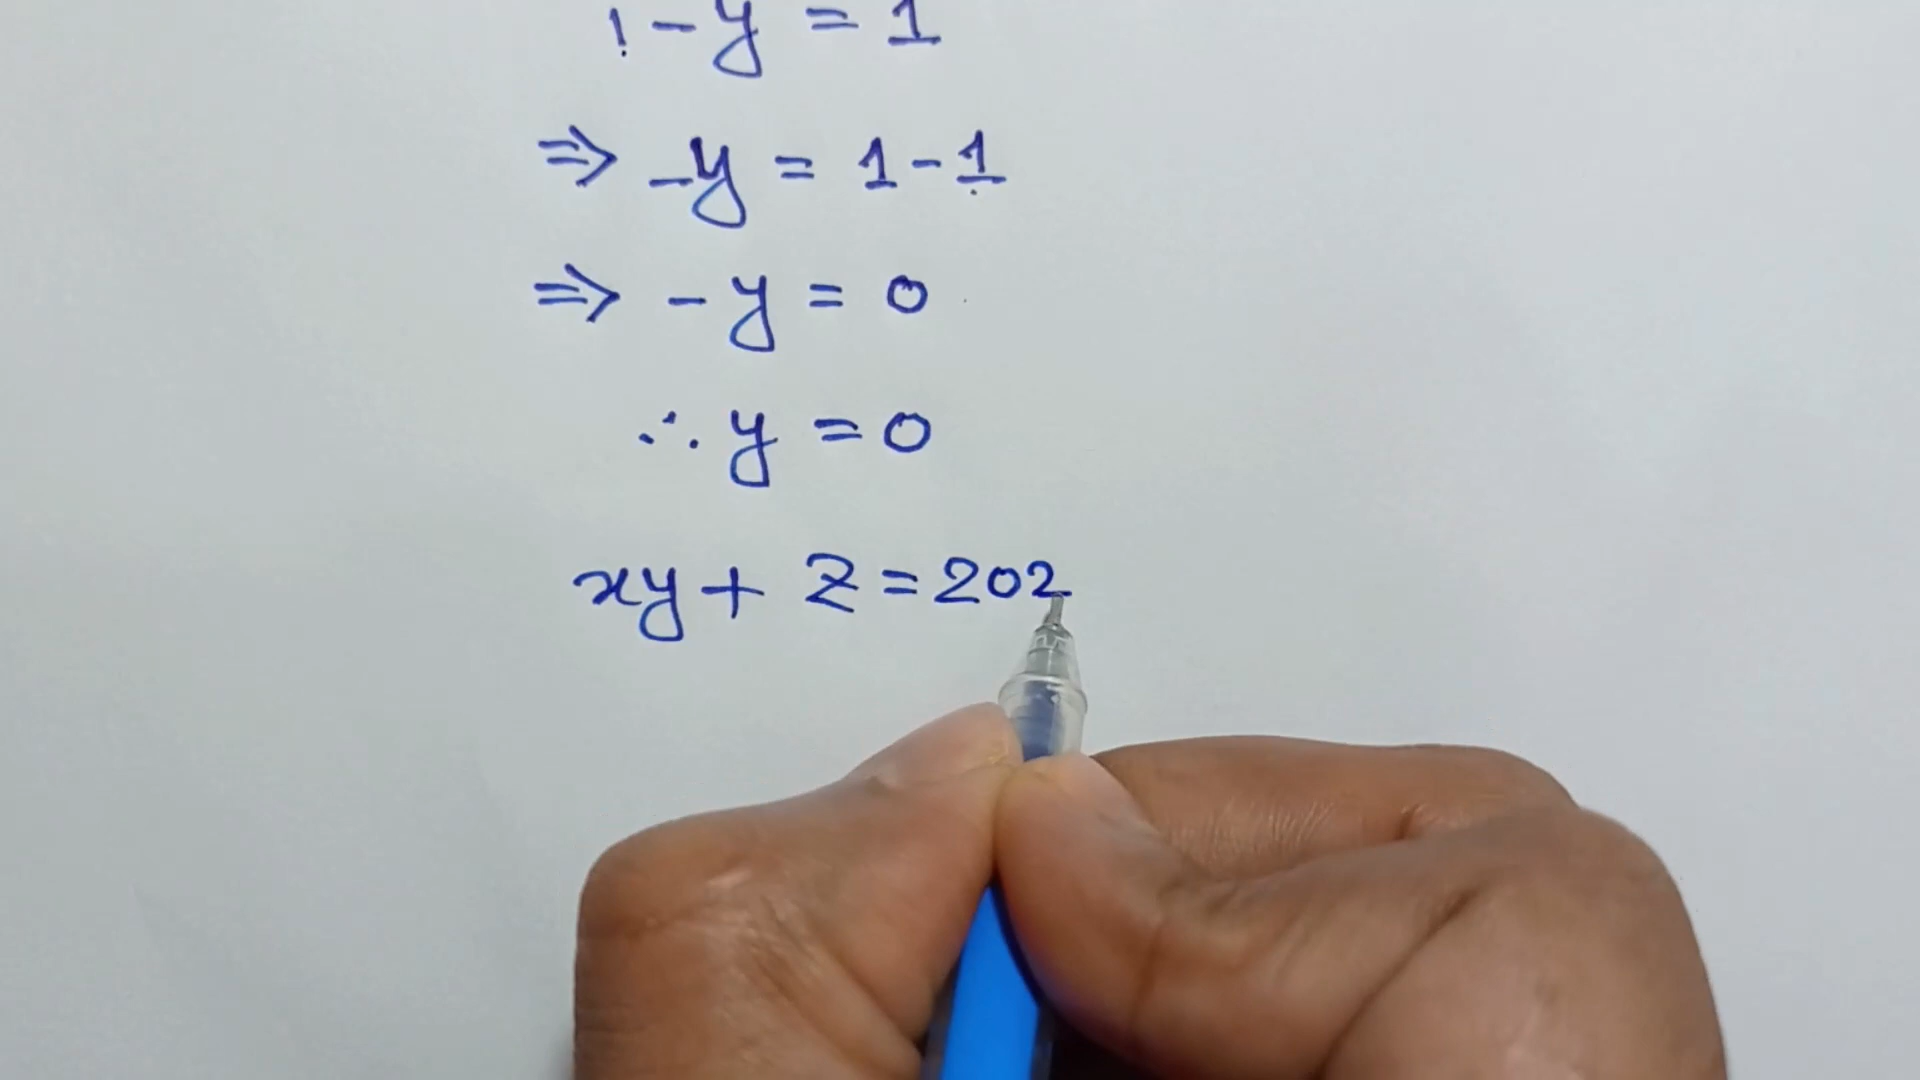 1 - y = 1
⇒ -y = 1 - 1
⇒ - y = 0
∴ y = 0
xy + z = 202